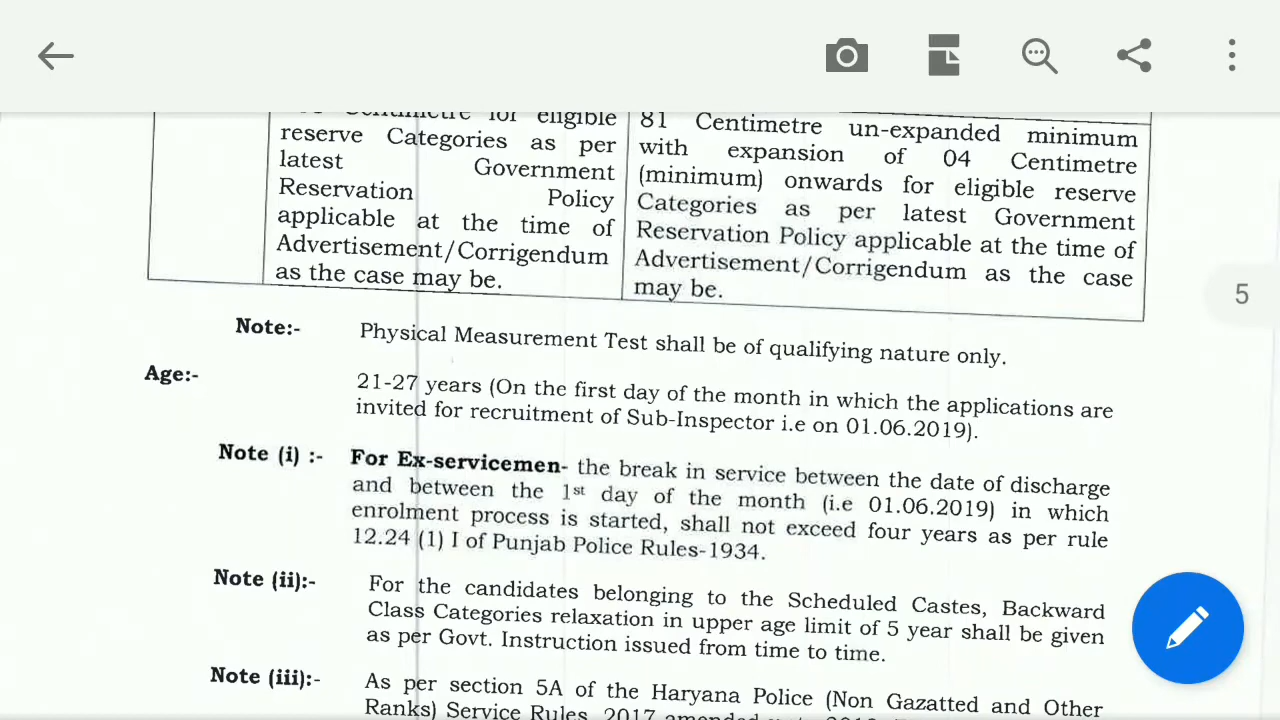 Centimetre for eligible
reserve Categories as per
latest Government
Reservation Policy
applicable at the time of
Advertisement/Corrigendum
as the case may be.
81 Centimetre un-expanded minimum
with expansion of 04 Centimetre
(minimum) onwards for eligible reserve
Categories as per latest Government
Reservation Policy applicable at the time of
Advertisement/Corrigendum as the case
may be.
5
Note:- Physical Measurement Test shall be of qualifying nature only.
Age:- 21-27 years (On the first day of the month in which the applications are
invited for recruitment of Sub-Inspector i.e on 01.06.2019).
Note (i) :- For Ex-servicemen- the break in service between the date of discharge
and between the 1st day of the month (i.e 01.06.2019) in which
enrolment process is started, shall not exceed four years as per rule
12.24 (1) I of Punjab Police Rules-1934.
Note (ii):- For the candidates belonging to the Scheduled Castes, Backward
Class Categories relaxation in upper age limit of 5 year shall be given
as per Govt. Instruction issued from time to time.
Note (iii):- As per section 5A of the Haryana Police (Non Gazatted and Other
Ranks) Service Rules, 2017 amended